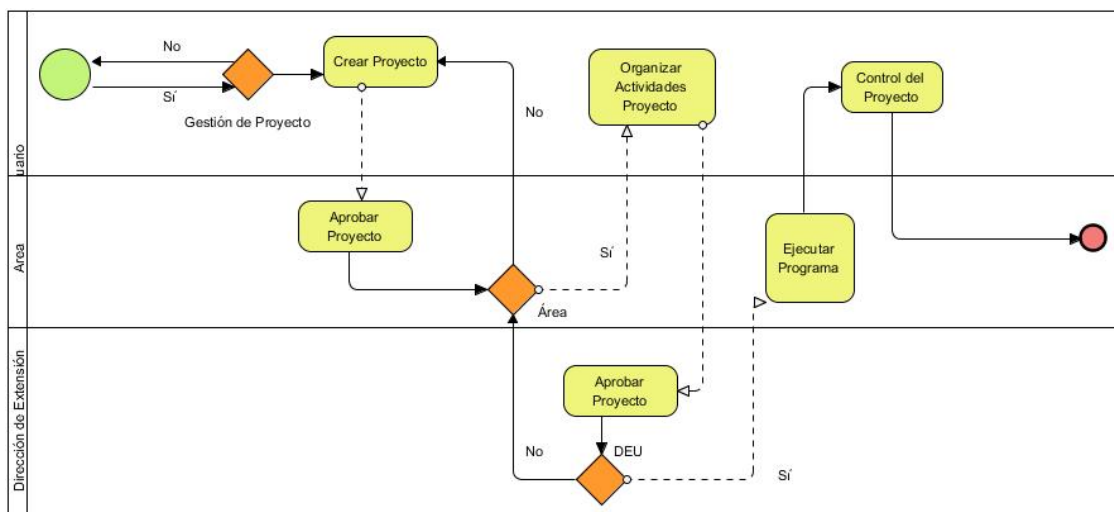 No
Sí
Gestión de Proyecto
Crear Proyecto
No
Organizar
Actividades
Proyecto
Control del
Proyecto
uario
Aprobar
Proyecto
Área
Sí
Ejecutar
Programa
Area
Aprobar
Proyecto
No
DEU
Sí
Dirección de Extensión